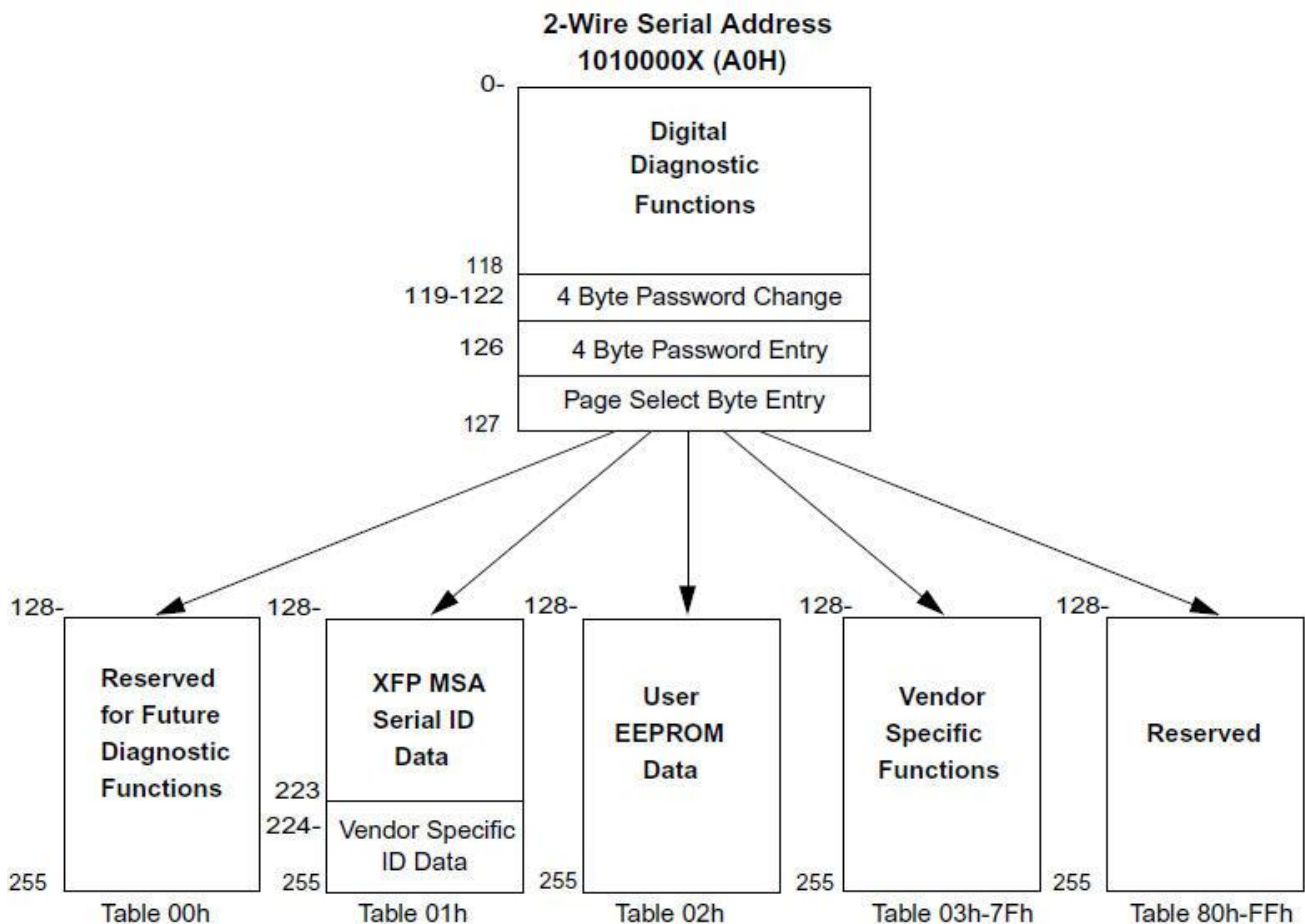 2-Wire Serial Address
1010000X (A0H)
0-
Digital
Diagnostic
Functions
118
119-122
4 Byte Password Change
126
4 Byte Password Entry
Page Select Byte Entry
127
128-
Reserved
for Future
Diagnostic
Functions
255
Table 00h
128-
XFP MSA
Serial ID
Data
223
224-
Vendor Specific
ID Data
255
Table 01h
128-
User
EEPROM
Data
255
Table 02h
128-
Vendor
Specific
Functions
255
Table 03h-7Fh
128-
Reserved
255
Table 80h-FFh